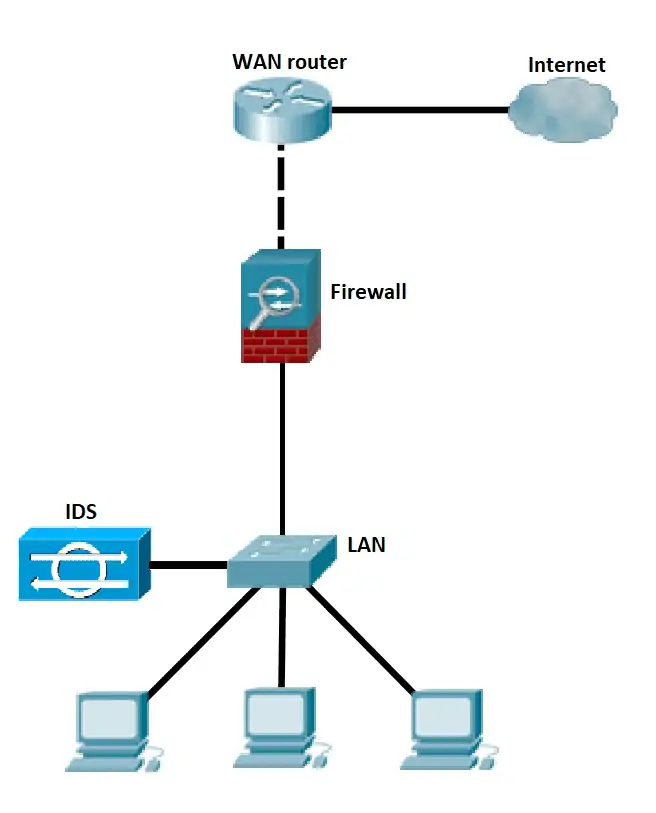 WAN router
Internet
Firewall
IDS
LAN